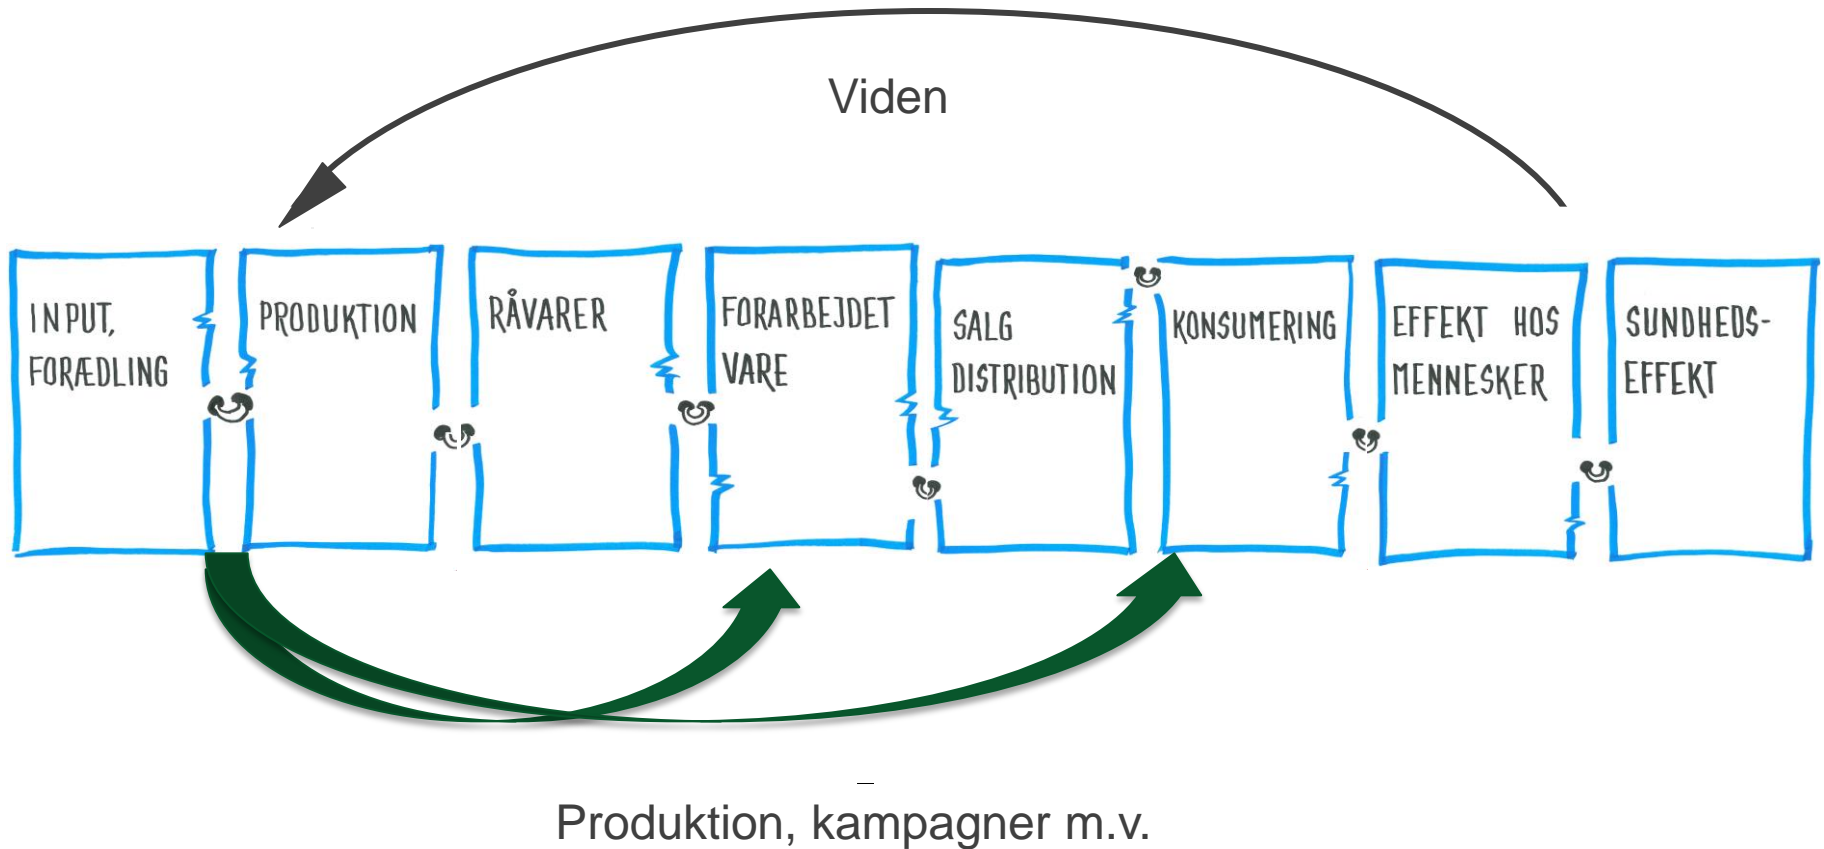 Viden
INPUT,
FORÆDLING
PRODUKTION
RÅVARER
FORARBEJDET
VARE
SALG
DISTRIBUTION
KONSUMERING
EFFEKT HOS
MENNESKER
SUNDHEDS-
EFFEKT
Produktion, kampagner m.v.